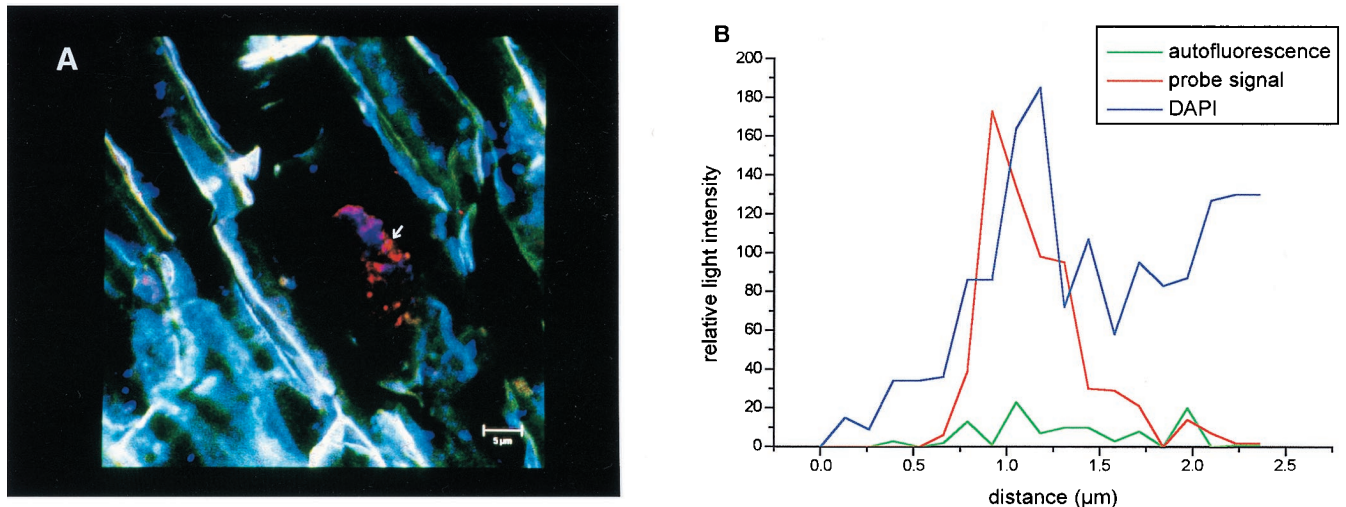 A
5 µm
B
autofluorescence
probe signal
DAPI
relative light intensity
200
180
160
140
120
100
80
60
40
20
0
0.0 0.5 1.0 1.5 2.0 2.5
distance (µm)